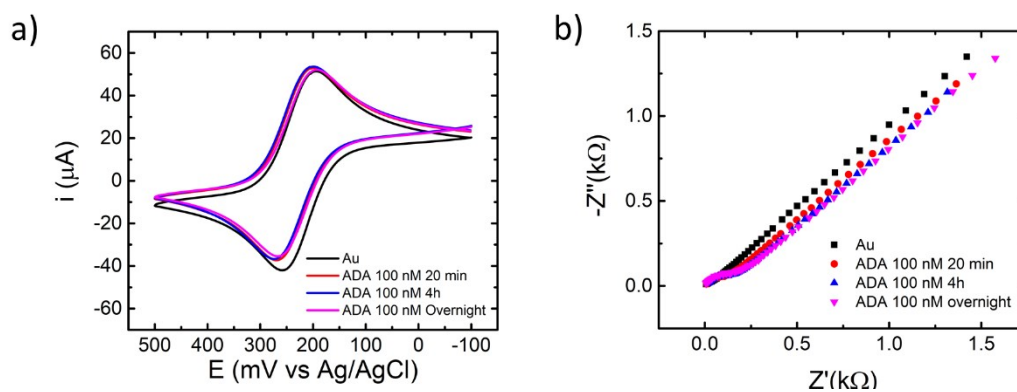 a)
60
40
20
0
-20
-40
-60
i (μA)
Au
ADA 100 nM 20 min
ADA 100 nM 4h
ADA 100 nM Overnight
500 400 300 200 100 0 -100
E (mV vs Ag/AgCl)
b)
1.5
1.0
0.5
0.0
-Z''(kΩ)
Au
ADA 100 nM 20 min
ADA 100 nM 4h
ADA 100 nM overnight
0.0 0.5 1.0 1.5
Z'(kΩ)